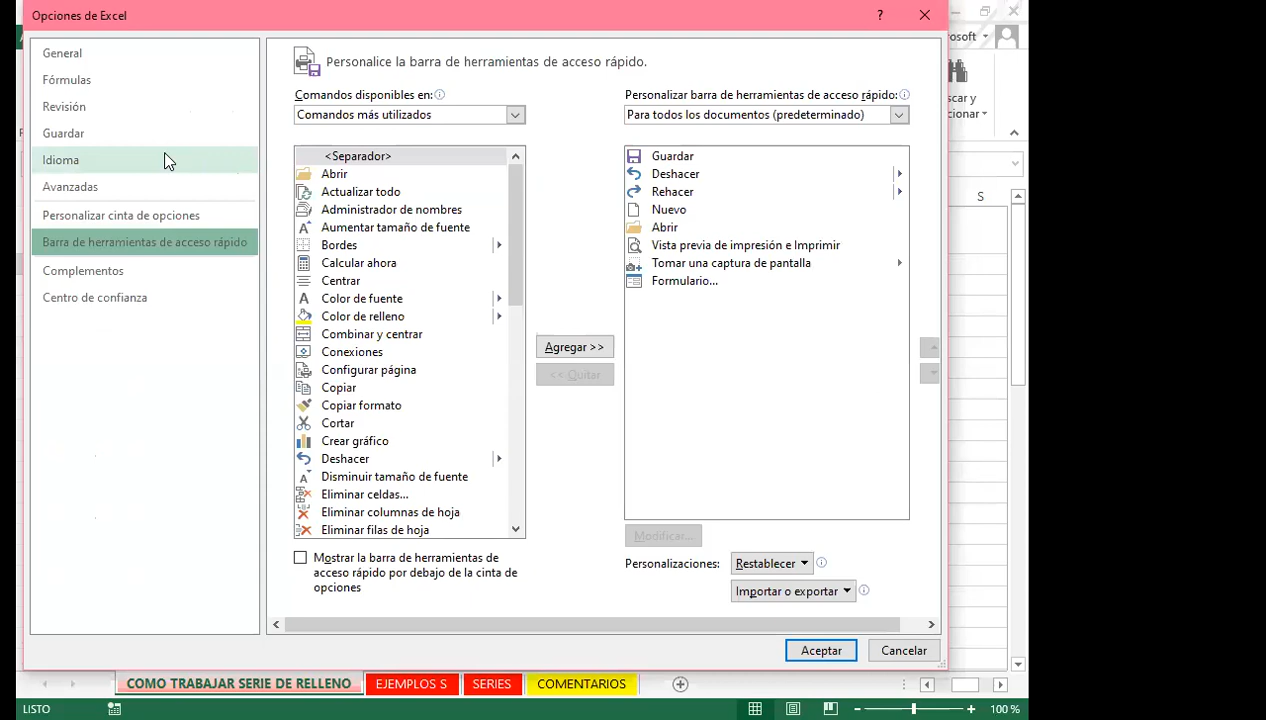 Opciones de Excel
?
General
Fórmulas
Revisión
Guardar
Idioma
Avanzadas
Personalizar cinta de opciones
Barra de herramientas de acceso rápido
Complementos
Centro de confianza
Personalice la barra de herramientas de acceso rápido.
Comandos disponibles en:
Comandos más utilizados
<Separador>
Abrir
Actualizar todo
Administrador de nombres
Aumentar tamaño de fuente
Bordes
Calcular ahora
Centrar
Color de fuente
Color de relleno
Combinar y centrar
Conexiones
Configurar página
Copiar
Copiar formato
Cortar
Crear gráfico
Deshacer
Disminuir tamaño de fuente
Eliminar celdas...
Eliminar columnas de hoja
Eliminar filas de hoja
Mostrar la barra de herramientas de
acceso rápido por debajo de la cinta de
opciones
Agregar >>
<< Quitar
Personalizar barra de herramientas de acceso rápido:
Para todos los documentos (predeterminado)
Guardar
Deshacer
Rehacer
Nuevo
Abrir
Vista previa de impresión e Imprimir
Tomar una captura de pantalla
Formulario...
Modificar...
Personalizaciones:
Restablecer
Importar o exportar
Aceptar
Cancelar
osoft
scar y
cionar
S
COMO TRABAJAR SERIE DE RELLENO
EJEMPLOS S
SERIES
COMENTARIOS
LISTO
100 %